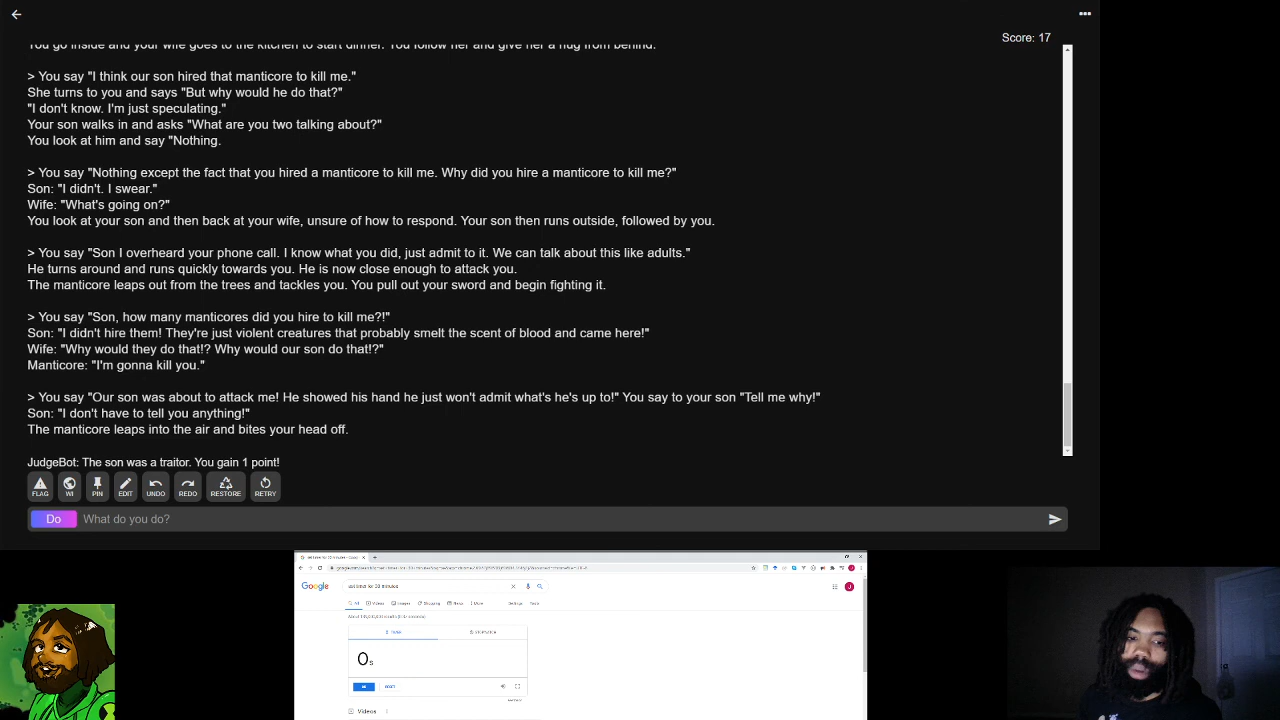 Score: 17
You go inside and your wife goes to the kitchen to start dinner. You follow her and give her a hug from behind.
> You say "I think our son hired that manticore to kill me."
She turns to you and says "But why would he do that?"
"I don't know. I'm just speculating."
Your son walks in and asks "What are you two talking about?"
You look at him and say "Nothing.
> You say "Nothing except the fact that you hired a manticore to kill me. Why did you hire a manticore to kill me?"
Son: "I didn't. I swear."
Wife: "What's going on?"
You look at your son and then back at your wife, unsure of how to respond. Your son then runs outside, followed by you.
> You say "Son I overheard your phone call. I know what you did, just admit to it. We can talk about this like adults."
He turns around and runs quickly towards you. He is now close enough to attack you.
The manticore leaps out from the trees and tackles you. You pull out your sword and begin fighting it.
> You say "Son, how many manticores did you hire to kill me?!"
Son: "I didn't hire them! They're just violent creatures that probably smelt the scent of blood and came here!"
Wife: "Why would they do that!? Why would our son do that!?"
Manticore: "I'm gonna kill you."
> You say "Our son was about to attack me! He showed his hand he just won't admit what's he's up to!" You say to your son "Tell me why!"
Son: "I don't have to tell you anything!"
The manticore leaps into the air and bites your head off.
JudgeBot: The son was a traitor. You gain 1 point!
FLAG WI PIN EDIT UNDO REDO RESTORE RETRY
Do What do you do?
Google
All Videos Images Shopping News More Settings Tools
TIMER STOPWATCH
0s
RESET
Videos